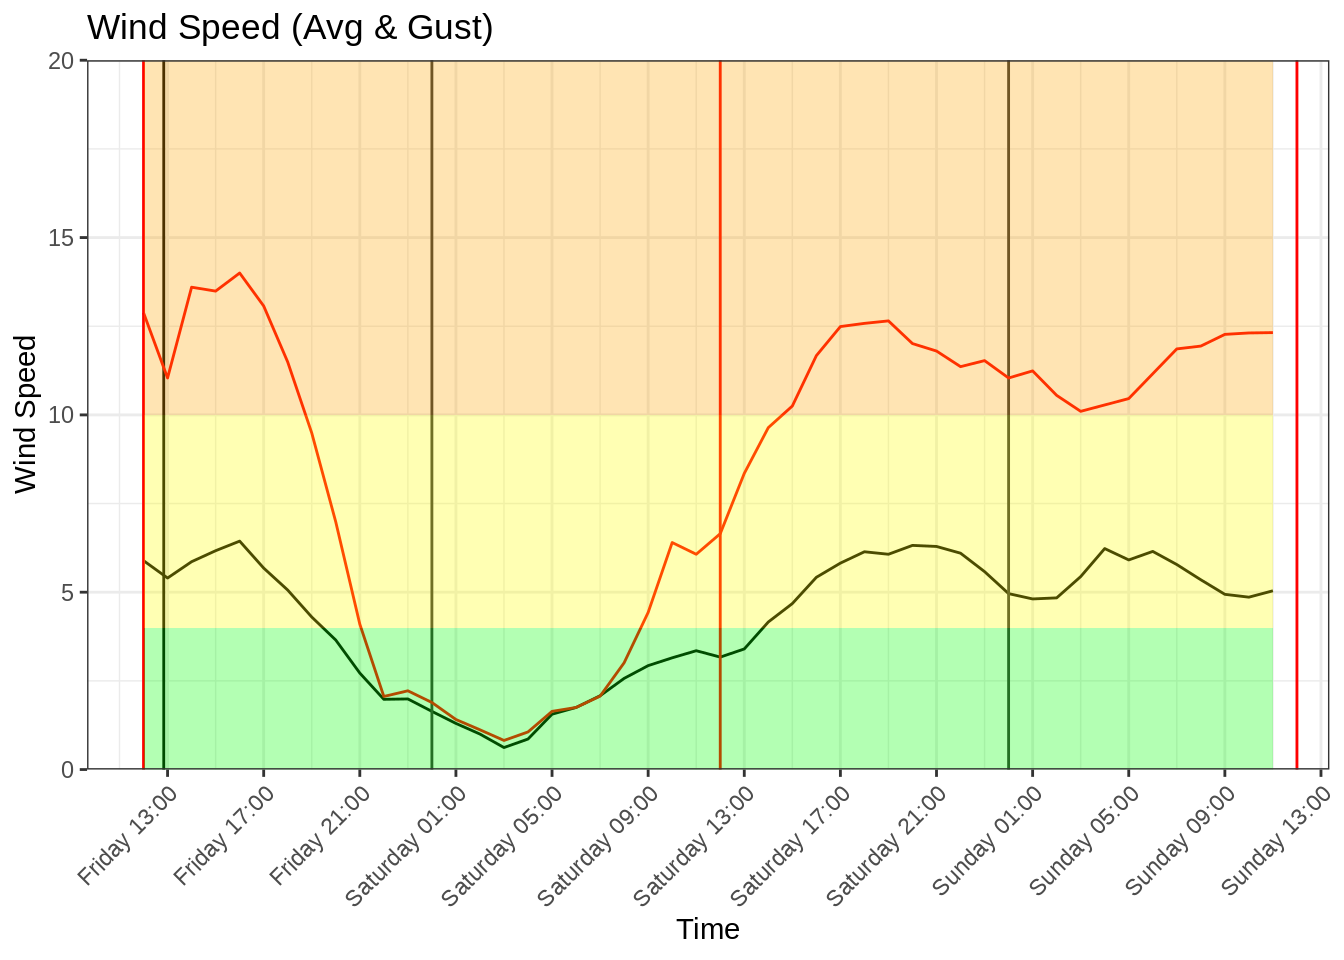 Wind Speed (Avg & Gust)
20
15
10
5
0
Wind Speed
Friday 13:00
Friday 17:00
Friday 21:00
Saturday 01:00
Saturday 05:00
Saturday 09:00
Saturday 13:00
Saturday 17:00
Saturday 21:00
Sunday 01:00
Sunday 05:00
Sunday 09:00
Sunday 13:00
Time